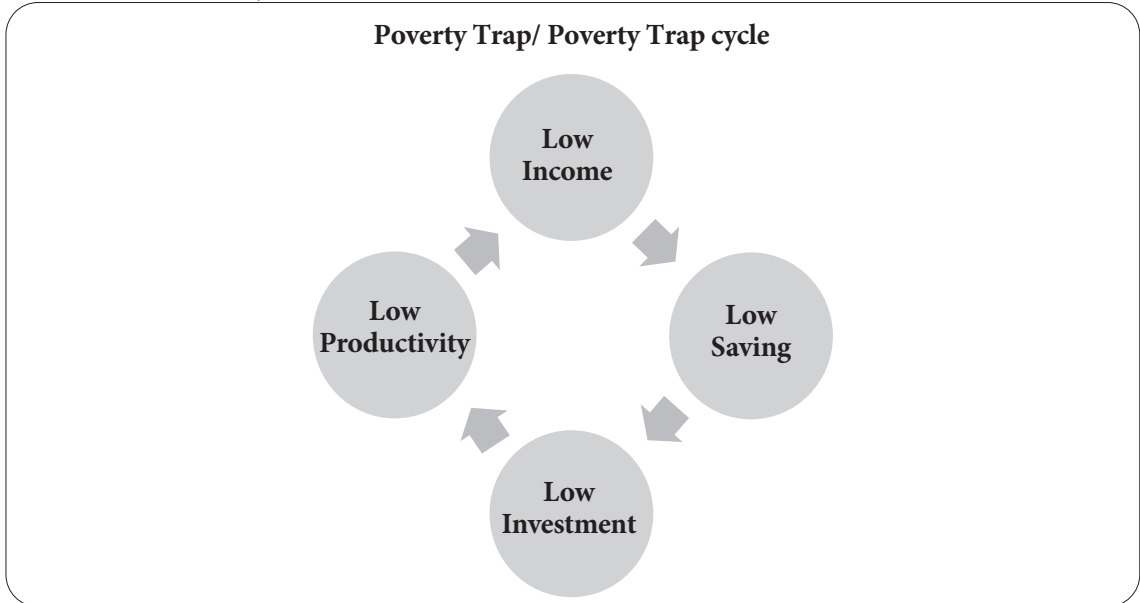 Poverty Trap/ Poverty Trap cycle
Low
Income
Low
Saving
Low
Investment
Low
Productivity